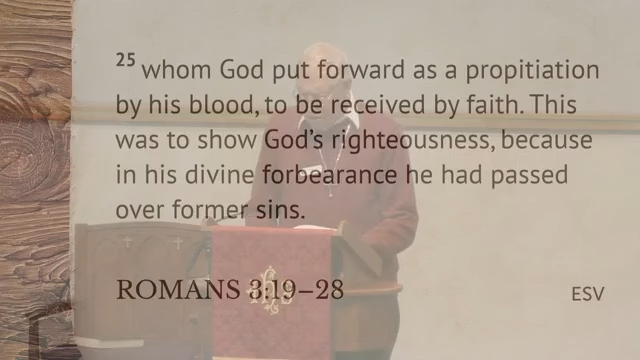 25 whom God put forward as a propitiation
by his blood, to be received by faith. This
was to show God’s righteousness, because
in his divine forbearance he had passed
over former sins.
ROMANS 3:19–28
ESV